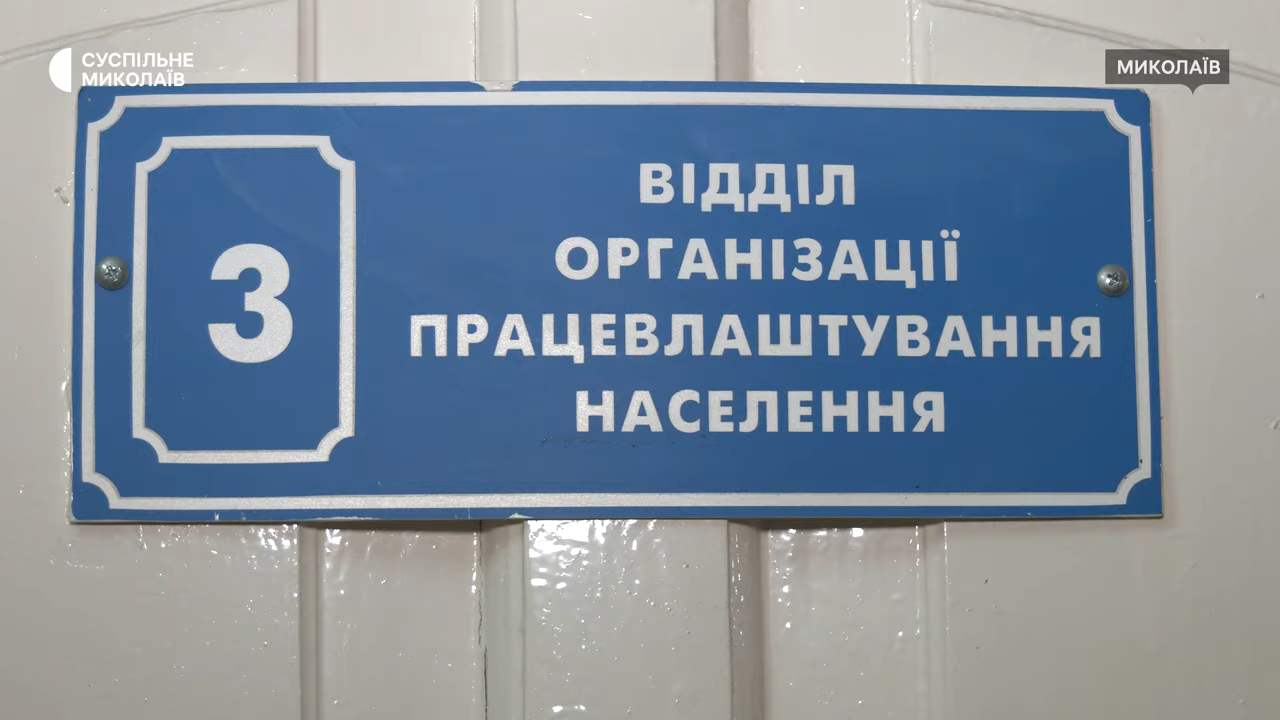 СУСПІЛЬНЕ
МИКОЛАЇВ
МИКОЛАЇВ
3
ВІДДІЛ
ОРГАНІЗАЦІЇ
ПРАЦЕВЛАШТУВАННЯ
НАСЕЛЕННЯ